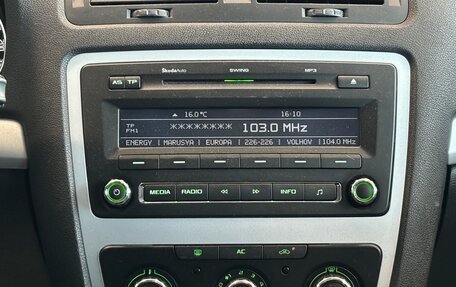 ŠkodaAuto SWING MP3
AS TP
16.0°C 16:10
TP
FM1 ******** 103.0 MHz
ENERGY | MARUSYA | EUROPA | 226-226 | VOLHOV | 104.0 MHz
MEDIA RADIO INFO
AC